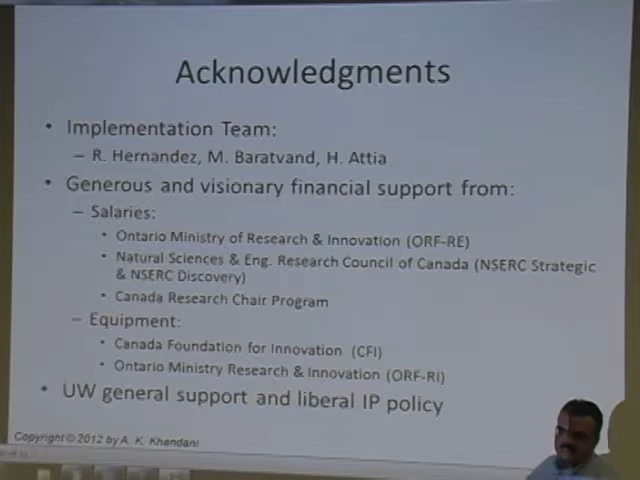 Acknowledgments
• Implementation Team:
– R. Hernandez, M. Baratvand, H. Attia
• Generous and visionary financial support from:
– Salaries:
• Ontario Ministry of Research & Innovation (ORF-RE)
• Natural Sciences & Eng. Research Council of Canada (NSERC Strategic
& NSERC Discovery)
• Canada Research Chair Program
– Equipment:
• Canada Foundation for Innovation (CFI)
• Ontario Ministry Research & Innovation (ORF-RI)
• UW general support and liberal IP policy
Copyright © 2012 by A. K. Khandani